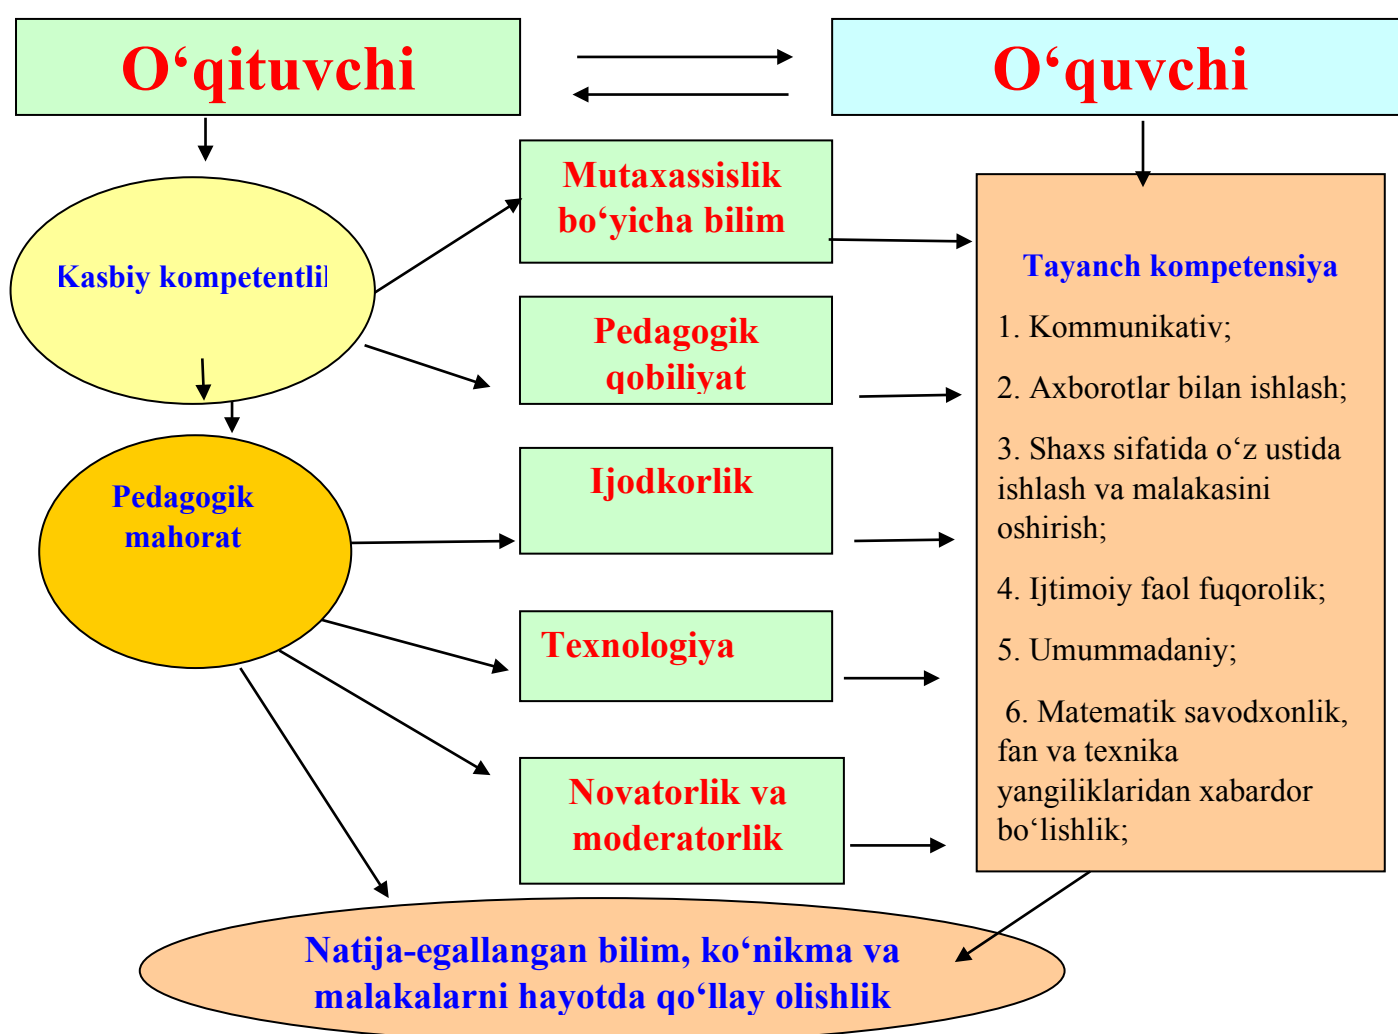 O‘qituvchi
O‘quvchi
Mutaxassislik
bo‘yicha bilim
Kasbiy kompetentli
Pedagogik
qobiliyat
Pedagogik
mahorat
Ijodkorlik
Texnologiya
Novatorlik va
moderatorlik
Tayanch kompetensiya
1. Kommunikativ;
2. Axborotlar bilan ishlash;
3. Shaxs sifatida o‘z ustida
ishlash va malakasini
oshirish;
4. Ijtimoiy faol fuqorolik;
5. Umummadaniy;
6. Matematik savodxonlik,
fan va texnika
yangiliklaridan xabardor
bo‘lishlik;
Natija-egallangan bilim, ko‘nikma va
malakalarni hayotda qo‘llay olishlik